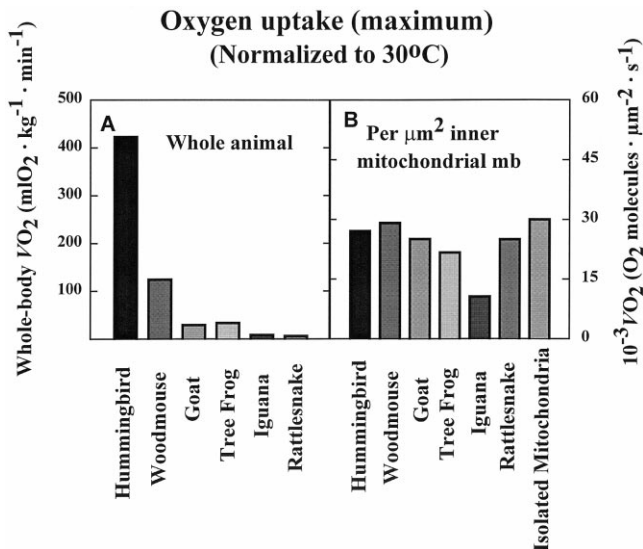 Oxygen uptake (maximum)
(Normalized to 30ºC)
Whole-body VO₂ (mlO₂ · kg⁻¹ · min⁻¹)
500
400
300
200
100
A
Whole animal
B
Per μm² inner
mitochondrial mb
60
45
30
15
0
10⁻³VO₂ (O₂ molecules · μm⁻² · s⁻¹)
Hummingbird
Woodmouse
Goat
Tree Frog
Iguana
Rattlesnake
Hummingbird
Woodmouse
Goat
Tree Frog
Iguana
Rattlesnake
Isolated Mitochondria